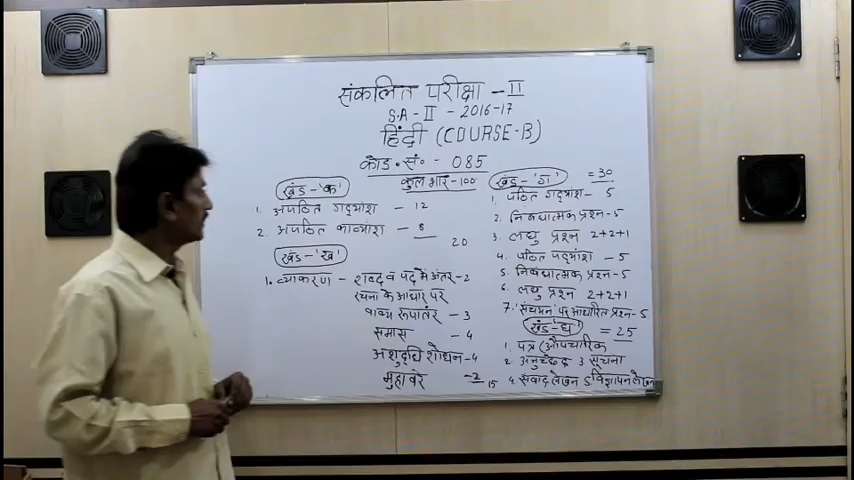 संकलित परीक्षा - II
S.A - II - 2016-17
हिंदी (COURSE-B)
कोड.सं. - 085
कुल भार - 100
खंड - 'क'
1. अपठित गद्यांश - 12
2. अपठित काव्यांश - 8
20
खंड - 'ख'
1. व्याकरण - शब्द व पद में अंतर - 2
रचना के आधार पर
वाक्य रूपांतर - 3
समास - 4
अशुद्धि शोधन - 4
मुहावरे - 2
15
खंड - 'ग' = 30
1. पठित गद्यांश - 5
2. निबंधात्मक प्रश्न - 5
3. लघु प्रश्न 2+2+1
4. पठित पद्यांश - 5
5. निबंधात्मक प्रश्न - 5
6. लघु प्रश्न 2+2+1
7. 'संचयन' पर आधारित प्रश्न - 5
खंड - 'घ' = 25
1. पत्र (औपचारिक
2. अनुच्छेद 3. सूचना
4. संवाद लेखन 5 विज्ञापन लेखन